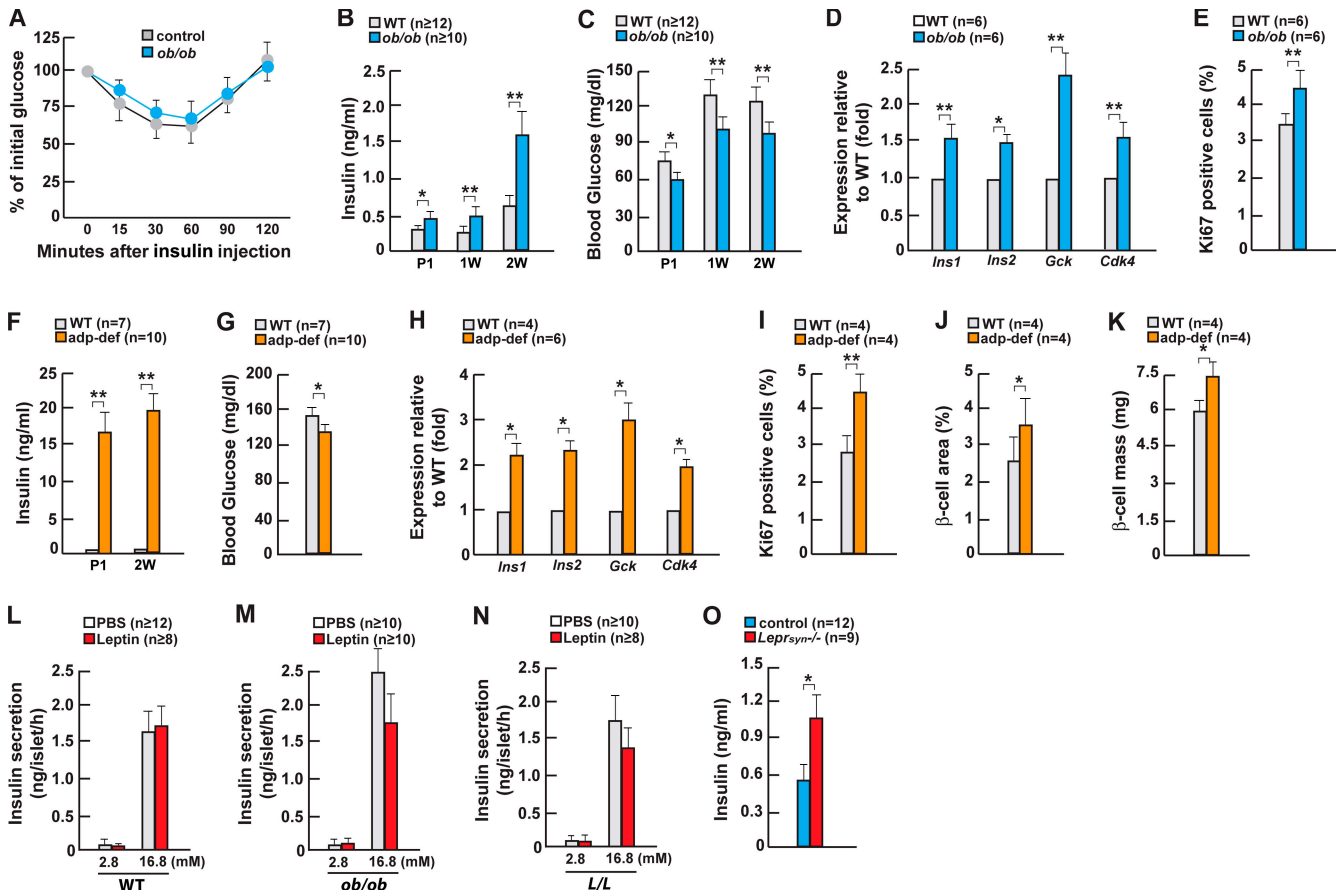 A
control
ob/ob
% of initial glucose
125
100
75
50
25
0
0 15 30 60 90 120
Minutes after insulin injection
B
WT (n≥12)
ob/ob (n≥10)
Insulin (ng/ml)
2.5
2.0
1.5
1.0
0.5
0
* ** **
P1 1W 2W
C
WT (n≥12)
ob/ob (n≥10)
Blood Glucose (mg/dl)
150
120
90
60
30
0
* ** **
P1 1W 2W
D
WT (n=6)
ob/ob (n=6)
Expression relative
to WT (fold)
2.5
2.0
1.5
1.0
0.5
0
** * ** **
Ins1 Ins2 Gck Cdk4
E
WT (n=6)
ob/ob (n=6)
Ki67 positive cells (%)
5
4
3
2
1
0
**
F
WT (n=7)
adp-def (n=10)
Insulin (ng/ml)
25
20
15
10
5
0
** **
P1 2W
G
WT (n=7)
adp-def (n=10)
Blood Glucose (mg/dl)
200
160
120
80
40
0
*
H
WT (n=4)
adp-def (n=6)
Expression relative
to WT (fold)
4
3
2
1
0
* * * *
Ins1 Ins2 Gck Cdk4
I
WT (n=4)
adp-def (n=4)
Ki67 positive cells (%)
5
4
3
2
1
0
**
J
WT (n=4)
adp-def (n=4)
β-cell area (%)
5
4
3
2
1
0
*
K
WT (n=4)
adp-def (n=4)
β-cell mass (mg)
7.5
6
4.5
3
1.5
0
*
L
PBS (n≥12)
Leptin (n≥8)
Insulin secretion
(ng/islet/h)
2.5
2.0
1.5
1.0
0.5
0
2.8 16.8 (mM)
WT
M
PBS (n≥10)
Leptin (n≥10)
Insulin secretion
(ng/islet/h)
2.5
2.0
1.5
1.0
0.5
0
2.8 16.8 (mM)
ob/ob
N
PBS (n≥10)
Leptin (n≥8)
Insulin secretion
(ng/islet/h)
2.5
2.0
1.5
1.0
0.5
0
2.8 16.8 (mM)
L/L
O
control (n=12)
Leprsyn-/- (n=9)
Insulin (ng/ml)
1.5
1.2
0.9
0.6
0.3
0
*